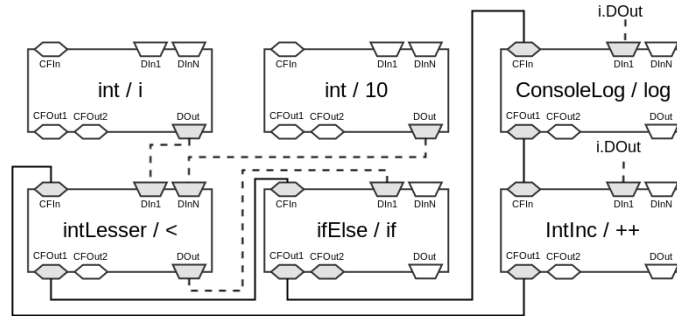 i.DOut
CFIn DIn1 DInN
int / i
CFOut1 CFOut2 DOut
CFIn DIn1 DInN
int / 10
CFOut1 CFOut2 DOut
CFIn DIn1 DInN
ConsoleLog / log
CFOut1 CFOut2 DOut
i.DOut
CFIn DIn1 DInN
intLesser / <
CFOut1 CFOut2 DOut
CFIn DIn1 DInN
ifElse / if
CFOut1 CFOut2 DOut
CFIn DIn1 DInN
IntInc / ++
CFOut1 CFOut2 DOut